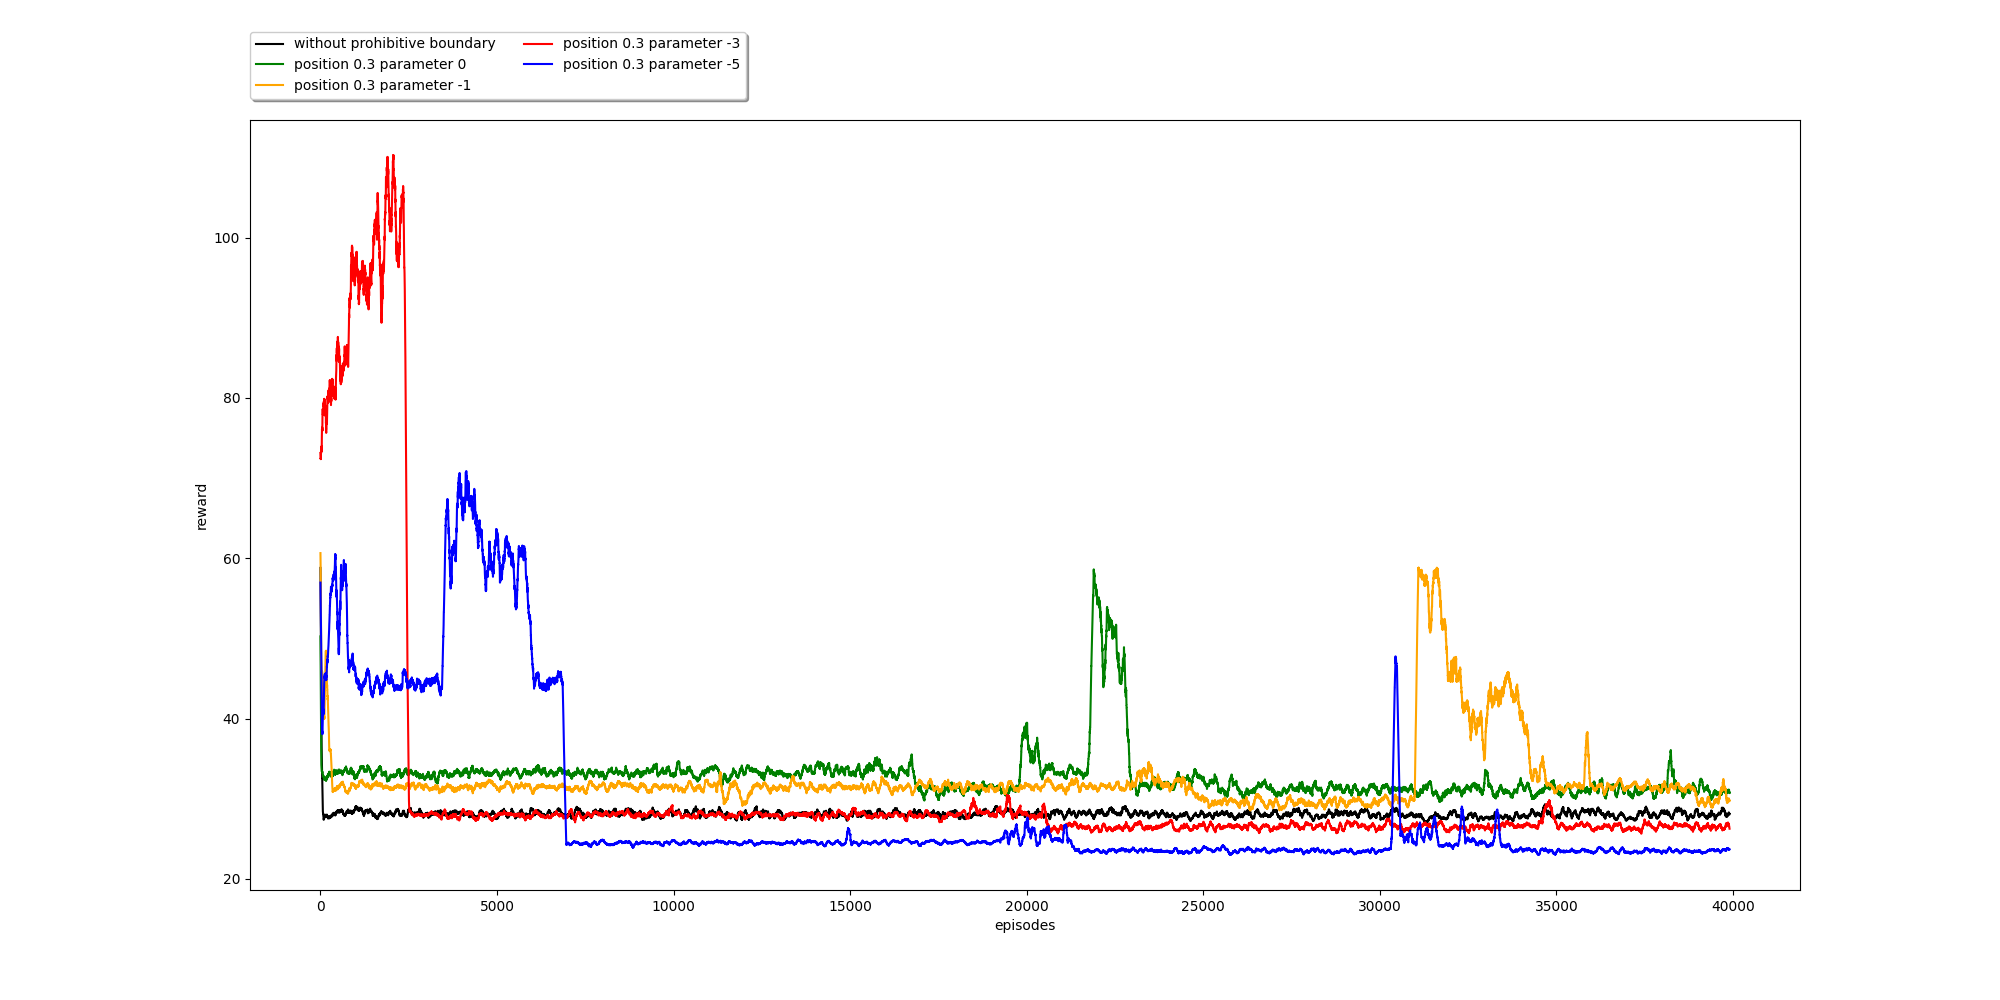 without prohibitive boundary
position 0.3 parameter 0
position 0.3 parameter -1
position 0.3 parameter -3
position 0.3 parameter -5
100
80
60
40
20
reward
0
5000
10000
15000
20000
25000
30000
35000
40000
episodes